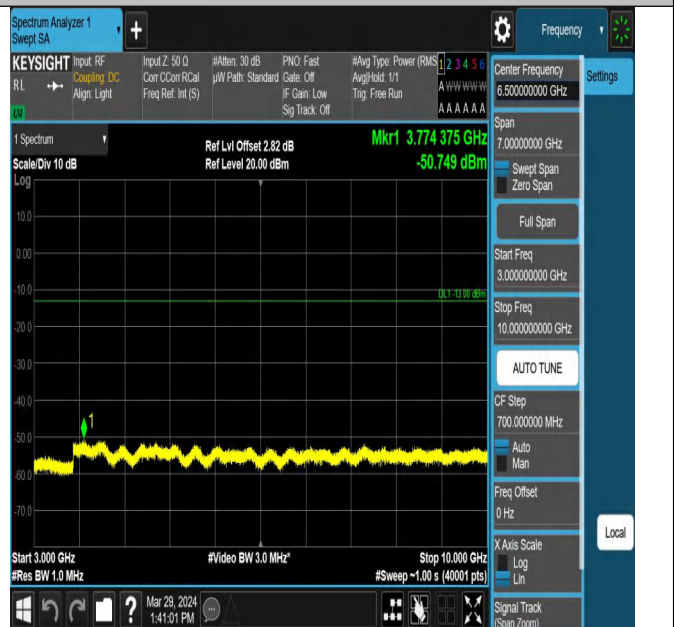 Spectrum Analyzer 1
Swept SA
+
Frequency
KEYSIGHT
RL
LXI
Input: RF
Coupling: DC
Align: Light
Input Z: 50 Ω
Corr CCorr RCal
Freq Ref: Int (S)
#Atten: 30 dB
µW Path: Standard
PNO: Fast
Gate: Off
IF Gain: Low
Sig Track: Off
#Avg Type: Power (RMS
Avg|Hold: 1/1
Trig: Free Run
1 2 3 4 5 6
A W W W W W
A A A A A A
1 Spectrum
Scale/Div 10 dB
Log
Ref Lvl Offset 2.82 dB
Ref Level 20.00 dBm
Mkr1 3.774 375 GHz
-50.749 dBm
10.0
0.00
-10.0
-20.0
-30.0
-40.0
-50.0
-60.0
-70.0
DL1 -13.00 dBm
1
Start 3.000 GHz
#Res BW 1.0 MHz
#Video BW 3.0 MHz*
Stop 10.000 GHz
#Sweep ~1.00 s (40001 pts)
Center Frequency
6.500000000 GHz
Settings
Span
7.00000000 GHz
Swept Span
Zero Span
Full Span
Start Freq
3.000000000 GHz
Stop Freq
10.000000000 GHz
AUTO TUNE
CF Step
700.000000 MHz
Auto
Man
Freq Offset
0 Hz
X Axis Scale
Log
Lin
Local
Signal Track
(Span Zoom)
?
Mar 29, 2024
1:41:01 PM